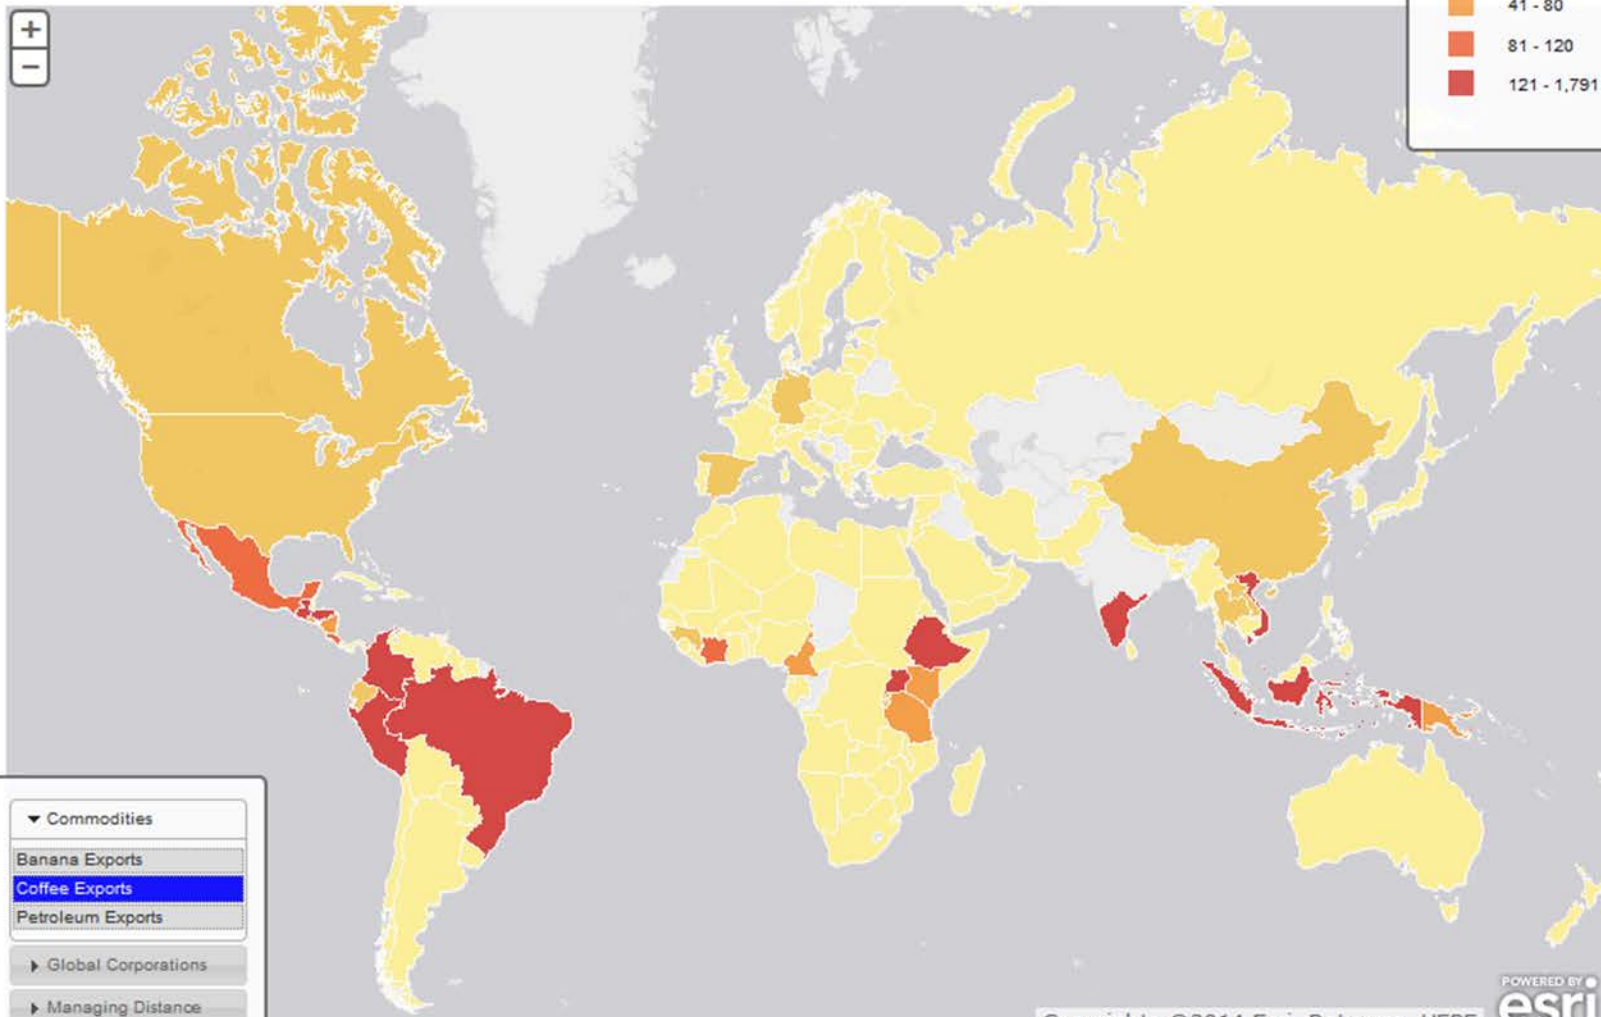 +
−
41 - 80
81 - 120
121 - 1,791
▼ Commodities
Banana Exports
Coffee Exports
Petroleum Exports
▶ Global Corporations
▶ Managing Distance
POWERED BY
esri